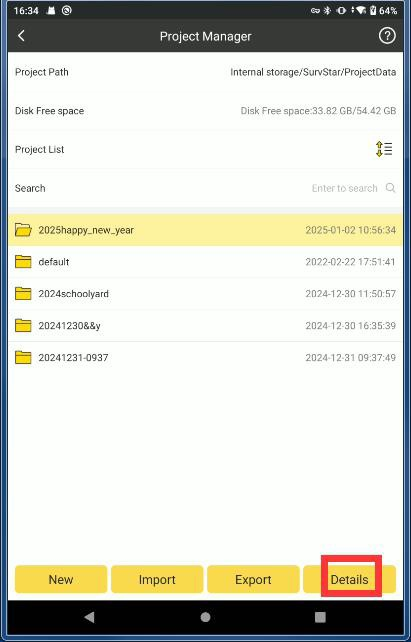 16:34 64%
Project Manager
Project Path Internal storage/SurvStar/ProjectData
Disk Free space Disk Free space:33.82 GB/54.42 GB
Project List
Search Enter to search
2025happy_new_year 2025-01-02 10:56:34
default 2022-02-22 17:51:41
2024schoolyard 2024-12-30 11:50:57
20241230&&y 2024-12-30 16:35:39
20241231-0937 2024-12-31 09:37:49
New Import Export Details